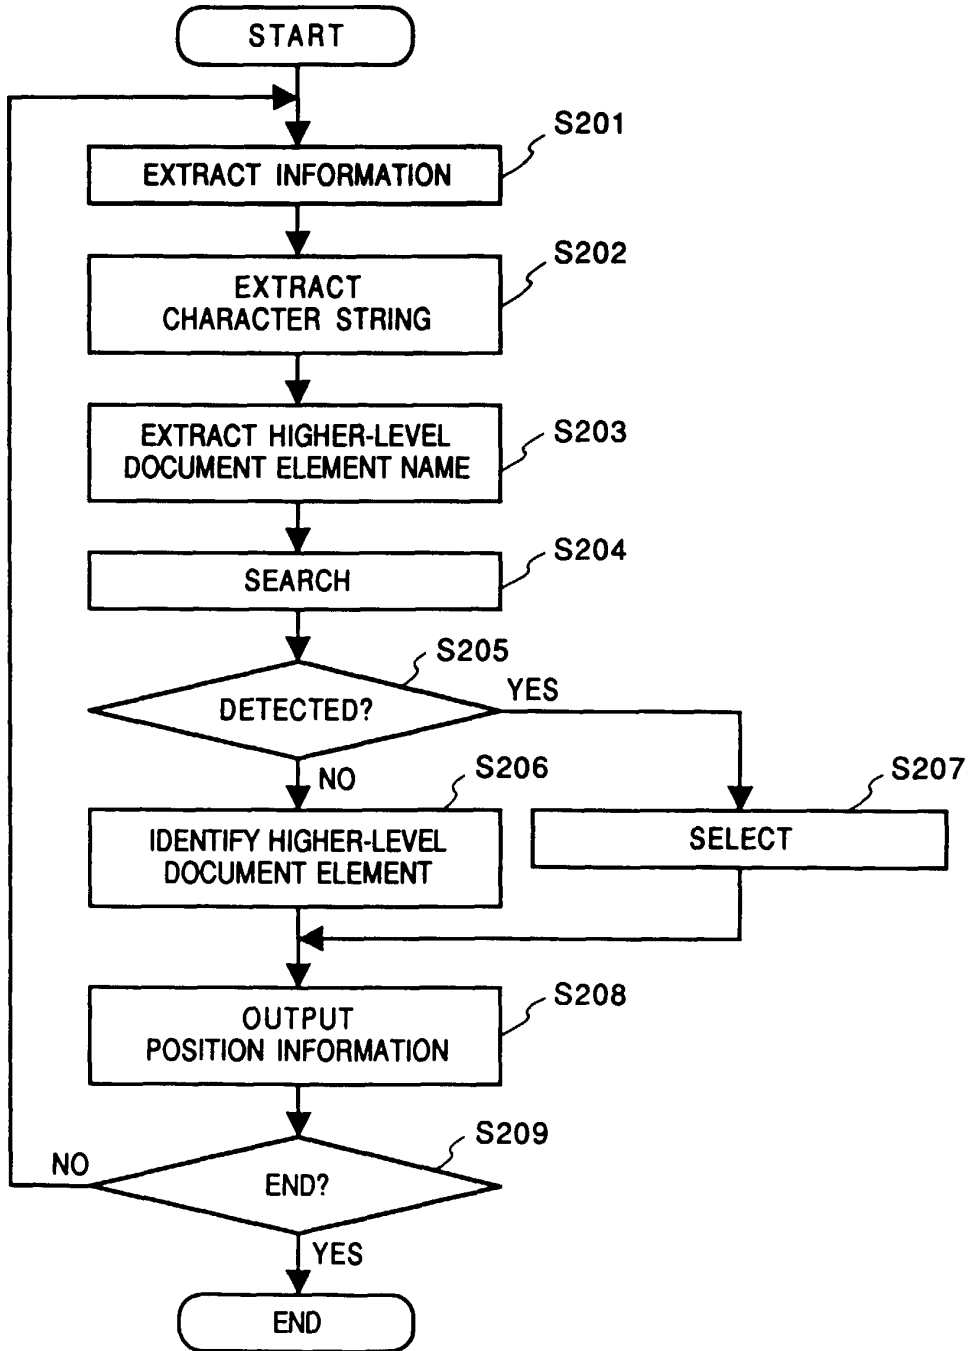 START
S201
EXTRACT INFORMATION
S202
EXTRACT
CHARACTER STRING
S203
EXTRACT HIGHER-LEVEL
DOCUMENT ELEMENT NAME
S204
SEARCH
S205
DETECTED?
YES
NO
S206
IDENTIFY HIGHER-LEVEL
DOCUMENT ELEMENT
S207
SELECT
S208
OUTPUT
POSITION INFORMATION
S209
END?
NO
YES
END